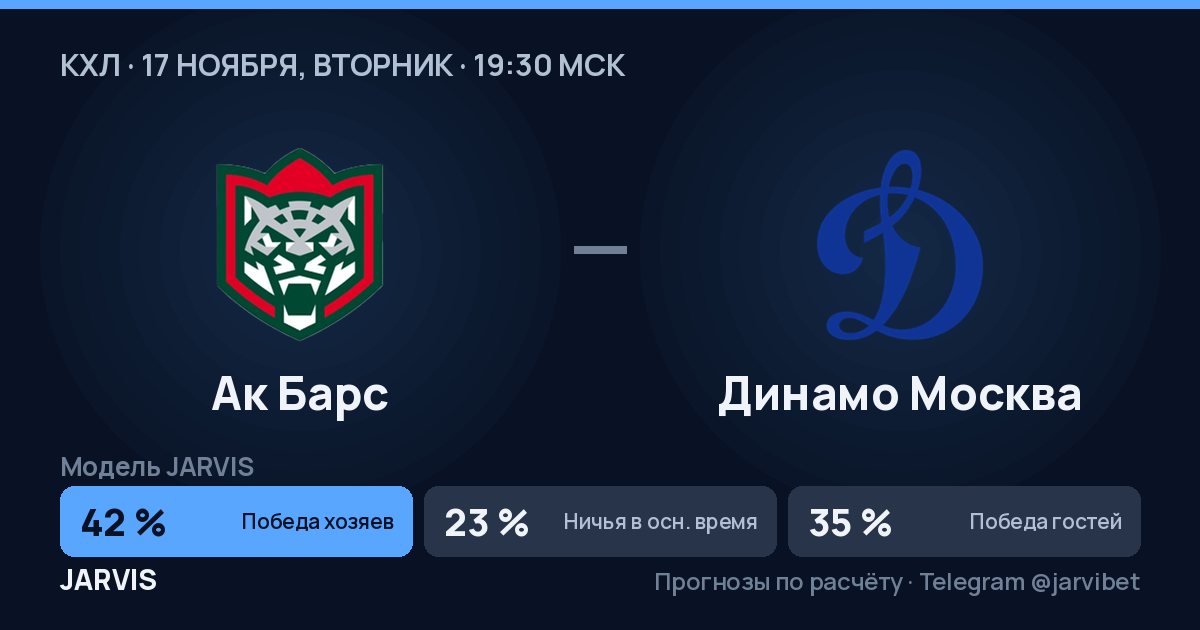 КХЛ · 17 НОЯБРЯ, ВТОРНИК · 19:30 МСК
Ак Барс
—
Динамо Москва
Модель JARVIS
42 % Победа хозяев
23 % Ничья в осн. время
35 % Победа гостей
JARVIS
Прогнозы по расчёту · Telegram @jarvibet